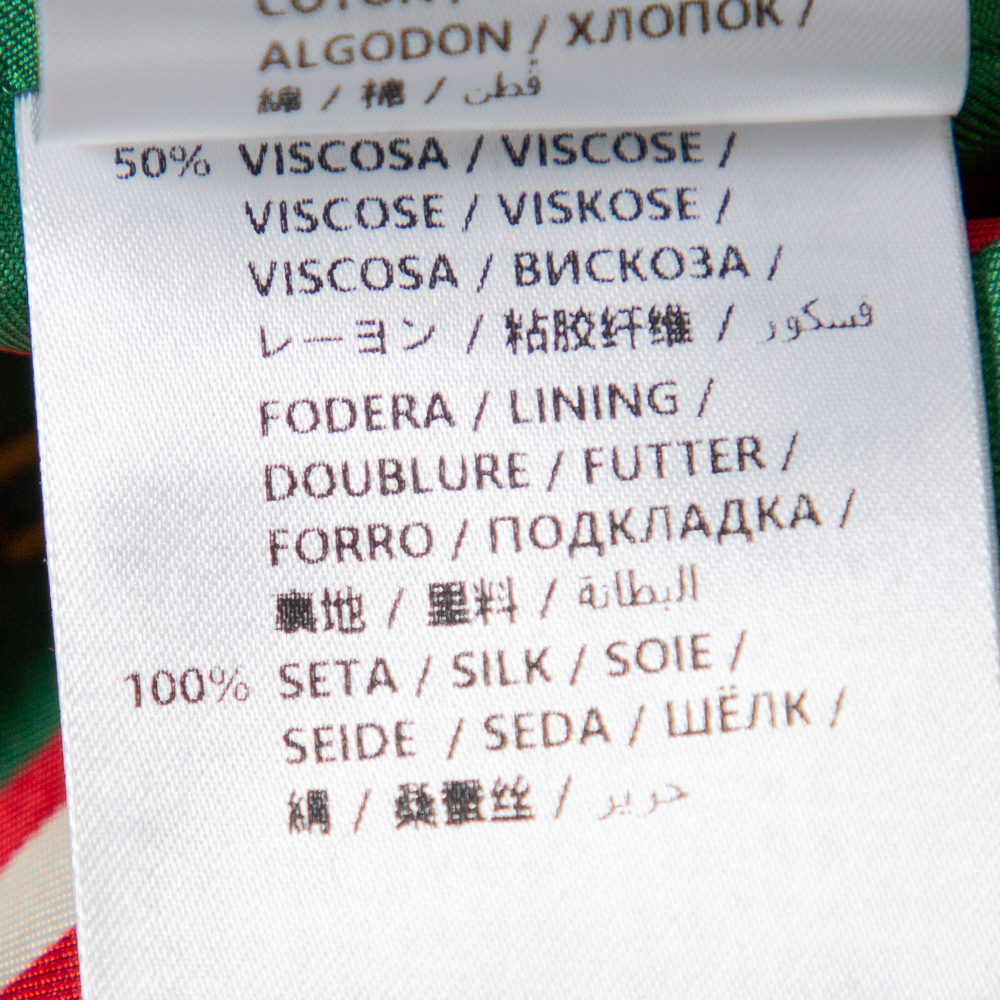 ALGODON / ХЛОПОК /
綿 / 棉 / قطن
50% VISCOSA / VISCOSE /
VISCOSE / VISKOSE /
VISCOSA / ВИСКОЗА /
レーヨン / 粘胶纤维 / فسكور
FODERA / LINING /
DOUBLURE / FUTTER /
FORRO / ПОДКЛАДКА /
裏地 / 里料 / البطانة
100% SETA / SILK / SOIE /
SEIDE / SEDA / ШЁЛК /
絹 / 桑蠶丝 / حرير